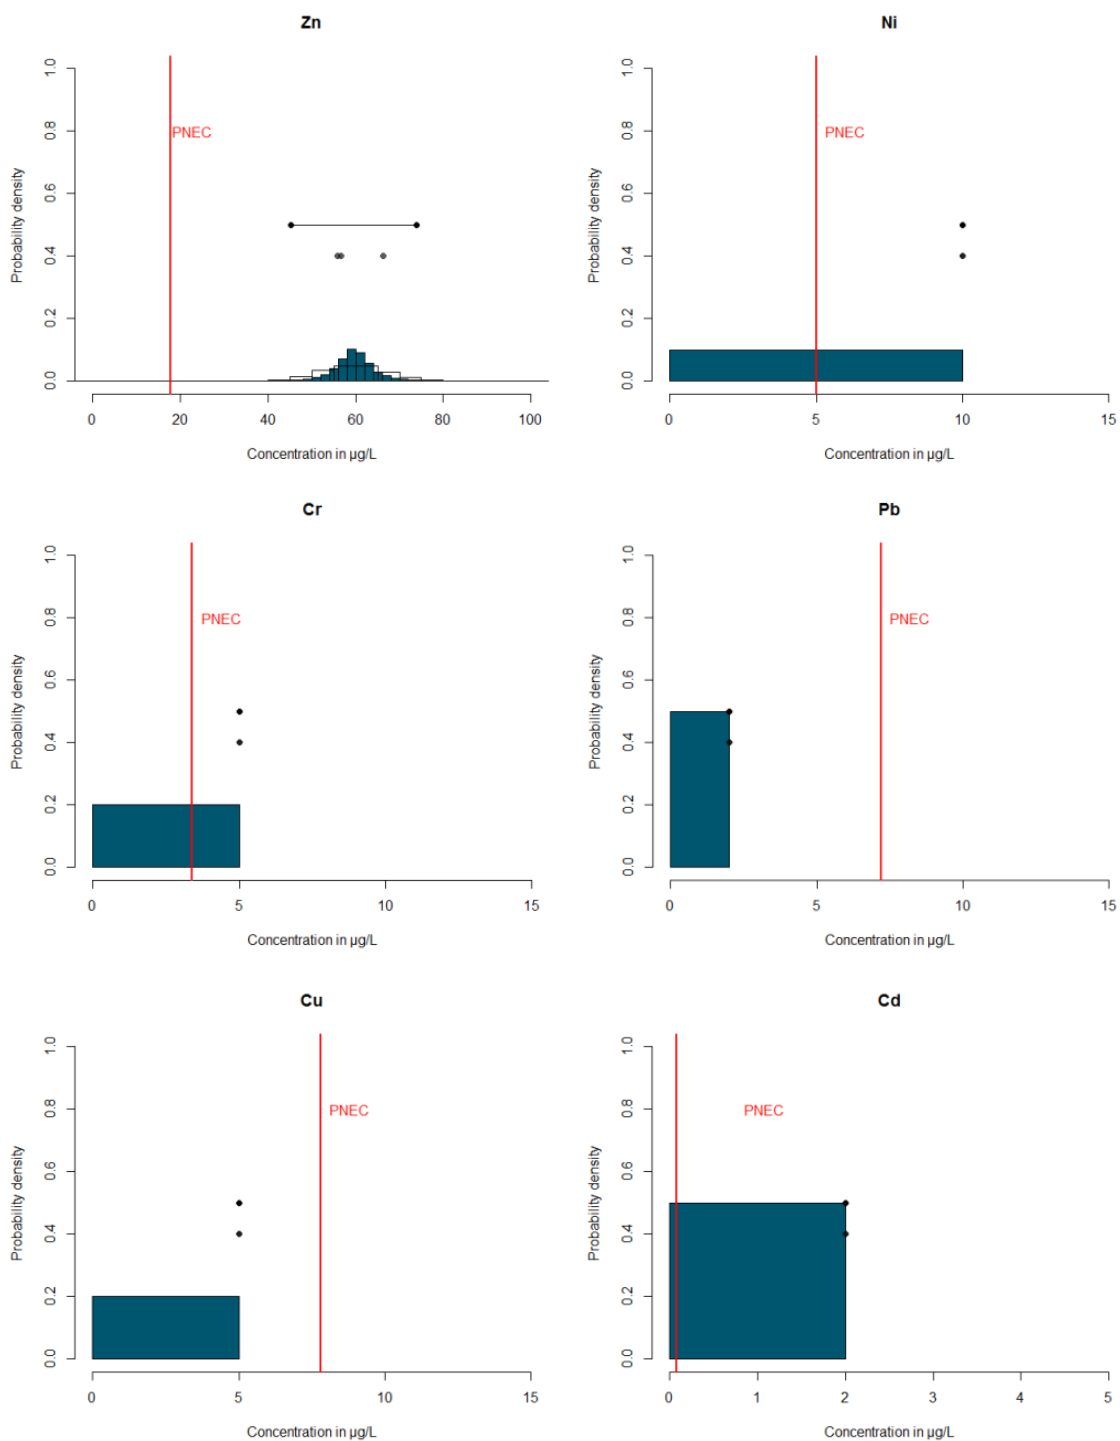 Zn
Probability density
0.0 0.2 0.4 0.6 0.8 1.0
PNEC
0 20 40 60 80 100
Concentration in µg/L
Ni
Probability density
0.0 0.2 0.4 0.6 0.8 1.0
PNEC
0 5 10 15
Concentration in µg/L
Cr
Probability density
0.0 0.2 0.4 0.6 0.8 1.0
PNEC
0 5 10 15
Concentration in µg/L
Pb
Probability density
0.0 0.2 0.4 0.6 0.8 1.0
PNEC
0 5 10 15
Concentration in µg/L
Cu
Probability density
0.0 0.2 0.4 0.6 0.8 1.0
PNEC
0 5 10 15
Concentration in µg/L
Cd
Probability density
0.0 0.2 0.4 0.6 0.8 1.0
PNEC
0 1 2 3 4 5
Concentration in µg/L